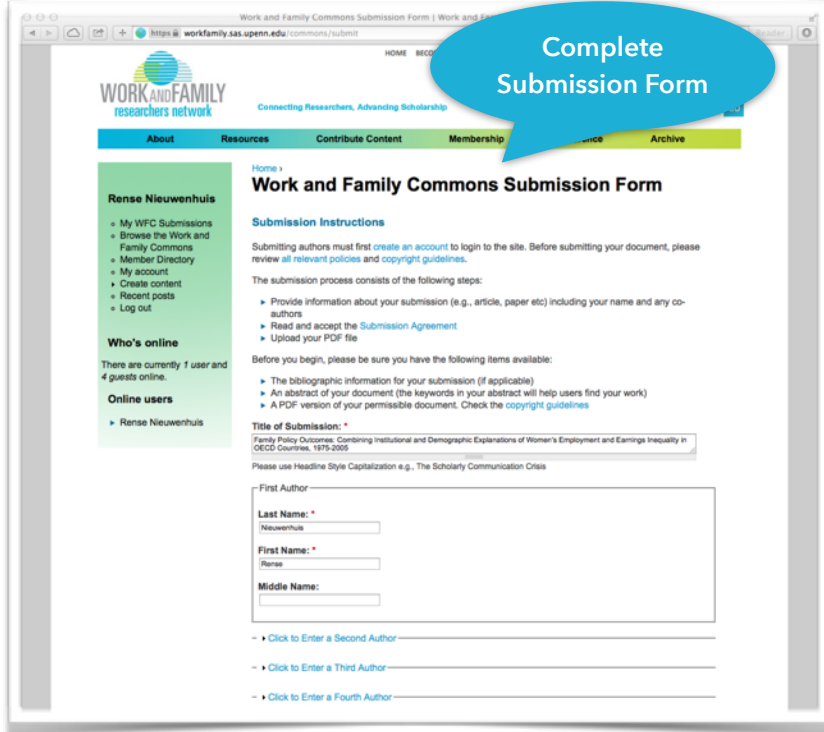 Work and Family Commons Submission Form | Work and
https workfamily.sas.upenn.edu/commons/submit
Reader
Complete
Submission Form
HOME
WORK AND FAMILY
researchers network
Connecting Researchers, Advancing Scholarship
About Resources Contribute Content Membership Archive
Home ›
Work and Family Commons Submission Form
Rense Nieuwenhuis
My WFC Submissions
Browse the Work and
Family Commons
Member Directory
My account
Create content
Recent posts
Log out
Who's online
There are currently 1 user and
4 guests online.
Online users
Rense Nieuwenhuis
Submission Instructions
Submitting authors must first create an account to login to the site. Before submitting your document, please
review all relevant policies and copyright guidelines.
The submission process consists of the following steps:
Provide information about your submission (e.g., article, paper etc) including your name and any co-
authors
Read and accept the Submission Agreement
Upload your PDF file
Before you begin, please be sure you have the following items available:
The bibliographic information for your submission (if applicable)
An abstract of your document (the keywords in your abstract will help users find your work)
A PDF version of your permissible document. Check the copyright guidelines
Title of Submission: *
Family Policy Outcomes: Combining Institutional and Demographic Explanations of Women's Employment and Earnings Inequality in
OECD Countries, 1975-2005
Please use Headline Style Capitalization e.g., The Scholarly Communication Crisis
First Author
Last Name: *
Nieuwenhuis
First Name: *
Rense
Middle Name:
Click to Enter a Second Author
Click to Enter a Third Author
Click to Enter a Fourth Author